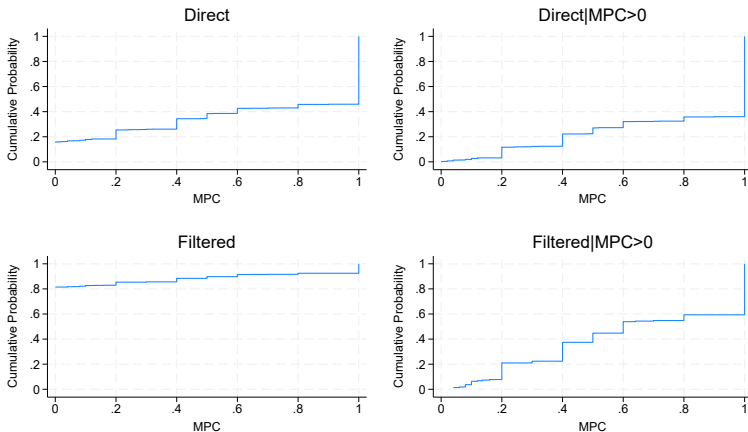 Direct
Cumulative Probability
1
.8
.6
.4
.2
0
0 .2 .4 .6 .8 1
MPC
Direct|MPC>0
Cumulative Probability
1
.8
.6
.4
.2
0
0 .2 .4 .6 .8 1
MPC
Filtered
Cumulative Probability
1
.8
.6
.4
.2
0
0 .2 .4 .6 .8 1
MPC
Filtered|MPC>0
Cumulative Probability
1
.8
.6
.4
.2
0
0 .2 .4 .6 .8 1
MPC